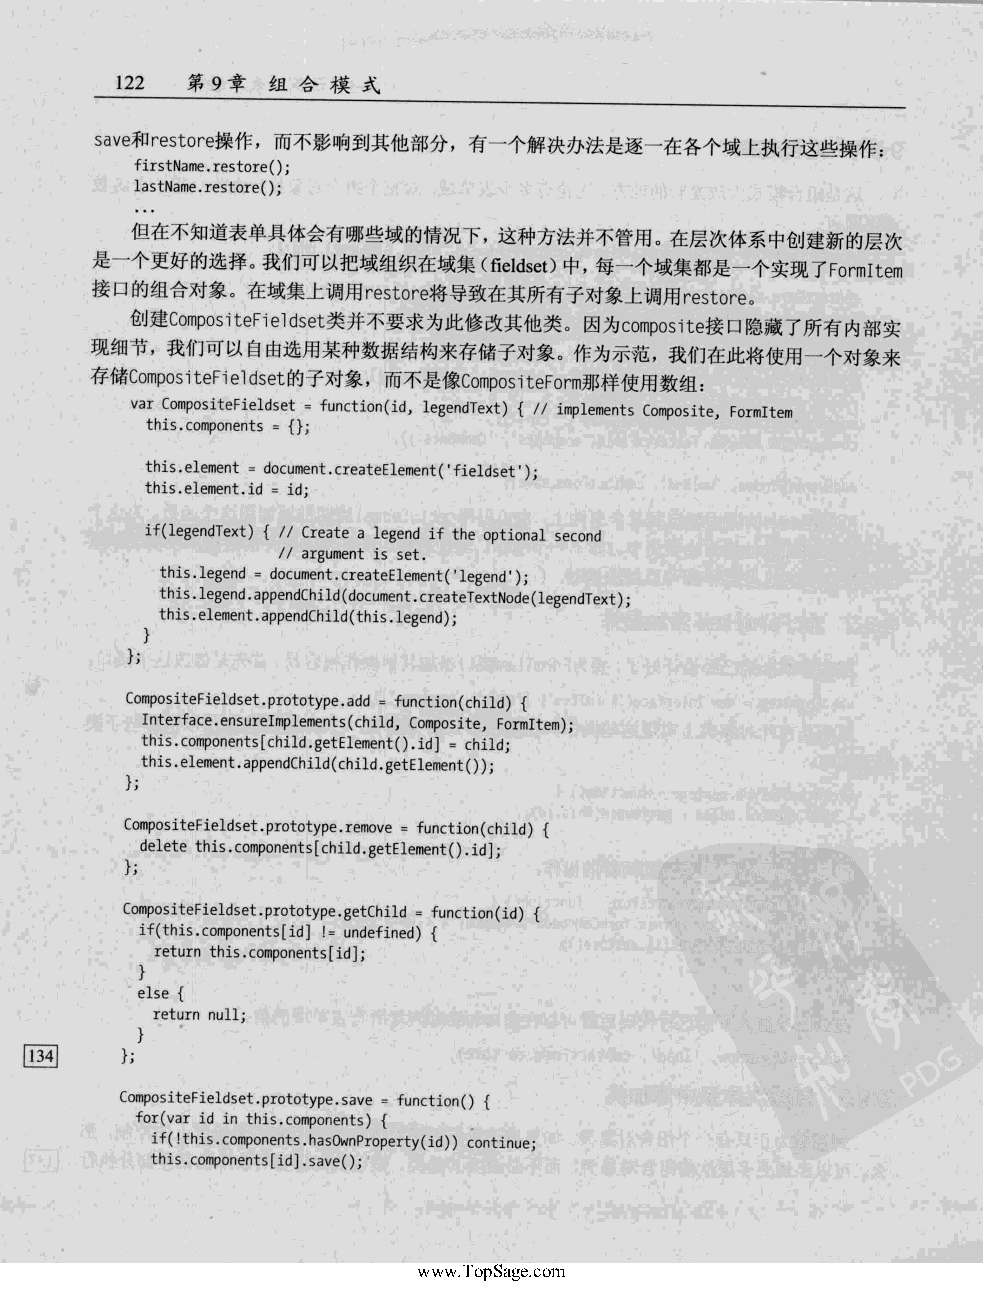 122 第9章 组合模式
save和restore操作，而不影响到其他部分，有一个解决办法是逐一在各个域上执行这些操作：
firstName.restore();
lastName.restore();
...
但在不知道表单具体会有哪些域的情况下，这种方法并不管用。在层次体系中创建新的层次
是一个更好的选择。我们可以把域组织在域集（fieldset）中，每一个域集都是一个实现了FormItem
接口的组合对象。在域集上调用restore将导致在其所有子对象上调用restore。
创建CompositeFieldset类并不要求为此修改其他类。因为composite接口隐藏了所有内部实
现细节，我们可以自由选用某种数据结构来存储子对象。作为示范，我们在此将使用一个对象来
存储CompositeFieldset的子对象，而不是像CompositeForm那样使用数组：
var CompositeFieldset = function(id, legendText) { // implements Composite, FormItem
this.components = {};
this.element = document.createElement('fieldset');
this.element.id = id;
if(legendText) { // Create a legend if the optional second
// argument is set.
this.legend = document.createElement('legend');
this.legend.appendChild(document.createTextNode(legendText);
this.element.appendChild(this.legend);
}
};
CompositeFieldset.prototype.add = function(child) {
Interface.ensureImplements(child, Composite, FormItem);
this.components[child.getElement().id] = child;
this.element.appendChild(child.getElement());
};
CompositeFieldset.prototype.remove = function(child) {
delete this.components[child.getElement().id];
};
CompositeFieldset.prototype.getChild = function(id) {
if(this.components[id] != undefined) {
return this.components[id];
}
else {
return null;
}
134 };
CompositeFieldset.prototype.save = function() {
for(var id in this.components) {
if(!this.components.hasOwnProperty(id)) continue;
this.components[id].save();
PDG
www.TopSage.com